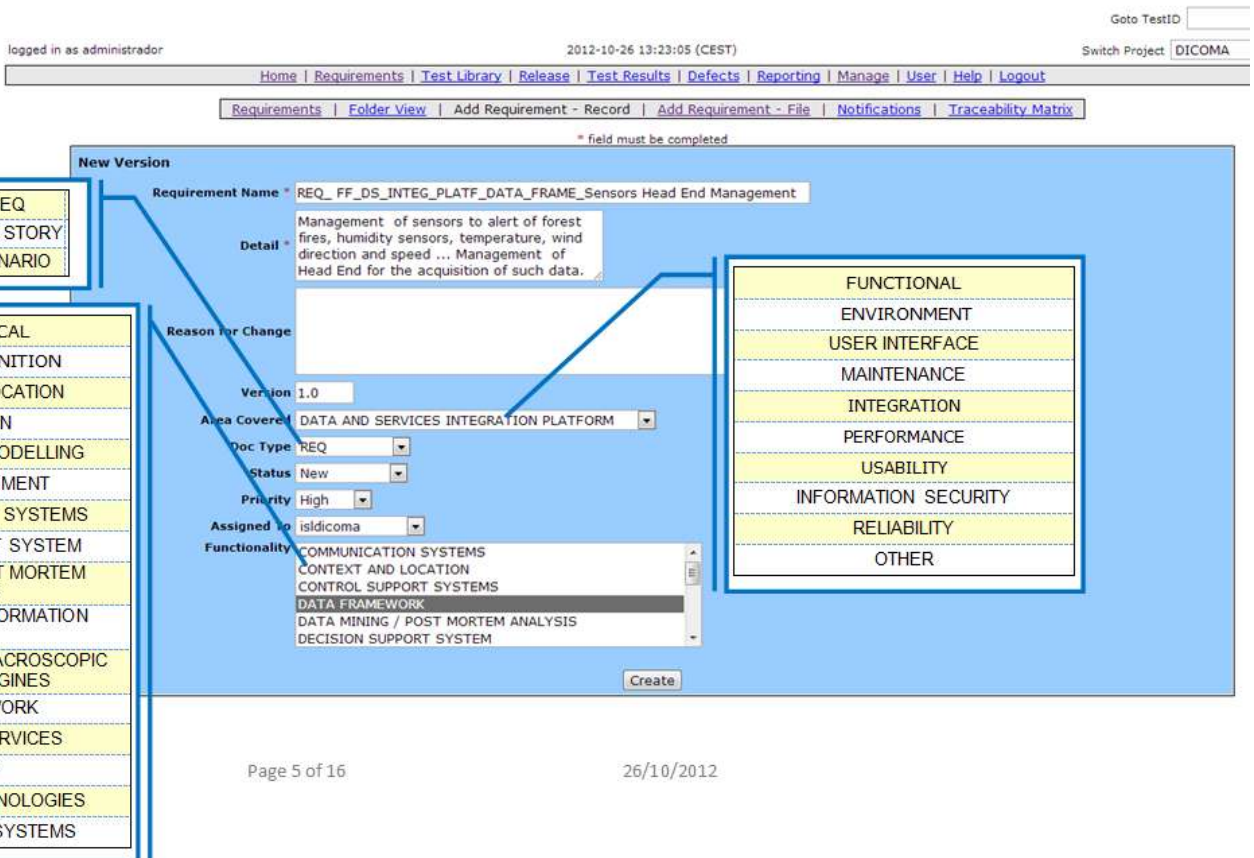 Goto TestID
logged in as administrador 2012-10-26 13:23:05 (CEST) Switch Project DICOMA
Home | Requirements | Test Library | Release | Test Results | Defects | Reporting | Manage | User | Help | Logout
Requirements | Folder View | Add Requirement - Record | Add Requirement - File | Notifications | Traceability Matrix
* field must be completed
New Version
Requirement Name * REQ_ FF_DS_INTEG_PLATF_DATA_FRAME_Sensors Head End Management
Detail *
Management of sensors to alert of forest
fires, humidity sensors, temperature, wind
direction and speed ... Management of
Head End for the acquisition of such data.
Reason for Change
Version 1.0
Area Covered DATA AND SERVICES INTEGRATION PLATFORM
Doc Type REQ
Status New
Priority High
Assigned To isldicoma
Functionality
COMMUNICATION SYSTEMS
CONTEXT AND LOCATION
CONTROL SUPPORT SYSTEMS
DATA FRAMEWORK
DATA MINING / POST MORTEM ANALYSIS
DECISION SUPPORT SYSTEM
Create
EQ
STORY
NARIO
CAL
NITION
CATION
N
ODELLING
MENT
SYSTEMS
SYSTEM
T MORTEM
ORMATION
ACROSCOPIC
GINES
ORK
RVICES
NOLOGIES
SYSTEMS
FUNCTIONAL
ENVIRONMENT
USER INTERFACE
MAINTENANCE
INTEGRATION
PERFORMANCE
USABILITY
INFORMATION SECURITY
RELIABILITY
OTHER
Page 5 of 16 26/10/2012